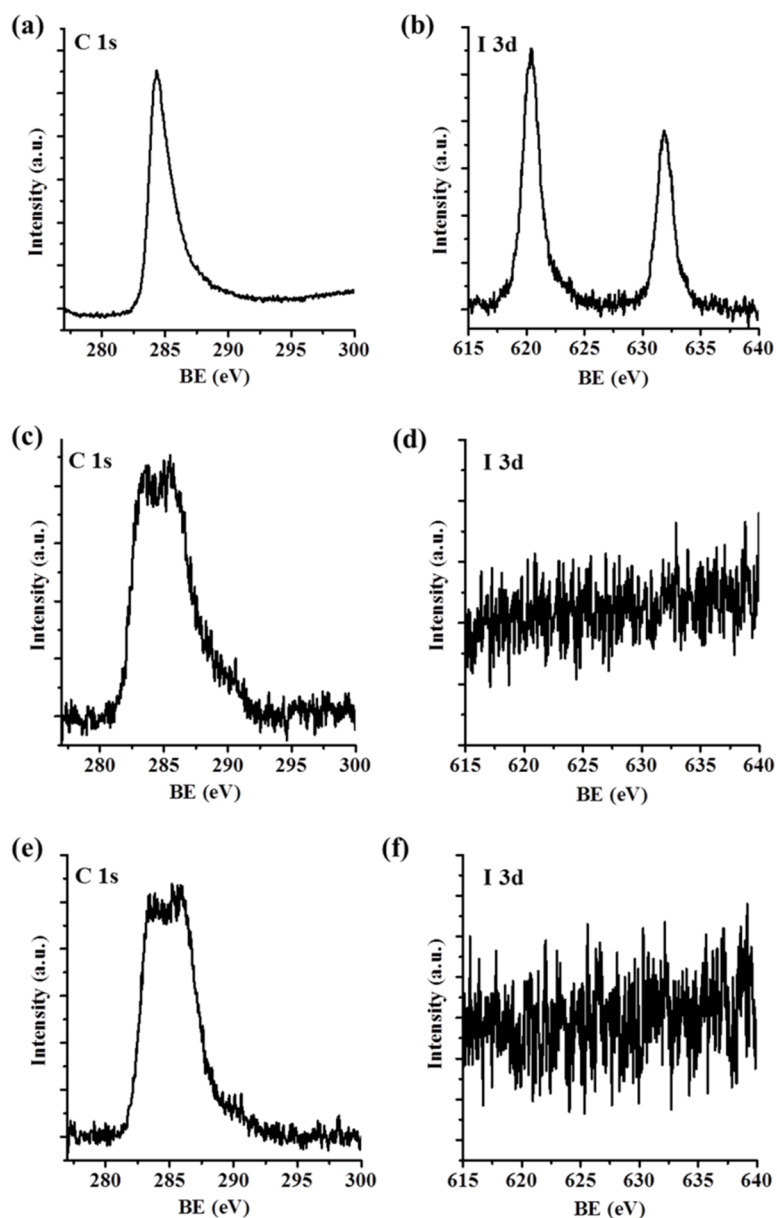 (a)
C 1s
Intensity (a.u.)
280 285 290 295 300
BE (eV)
(b)
I 3d
Intensity (a.u.)
615 620 625 630 635 640
BE (eV)
(c)
C 1s
Intensity (a.u.)
280 285 290 295 300
BE (eV)
(d)
I 3d
Intensity (a.u.)
615 620 625 630 635 640
BE (eV)
(e)
C 1s
Intensity (a.u.)
280 285 290 295 300
BE (eV)
(f)
I 3d
Intensity (a.u.)
615 620 625 630 635 640
BE (eV)